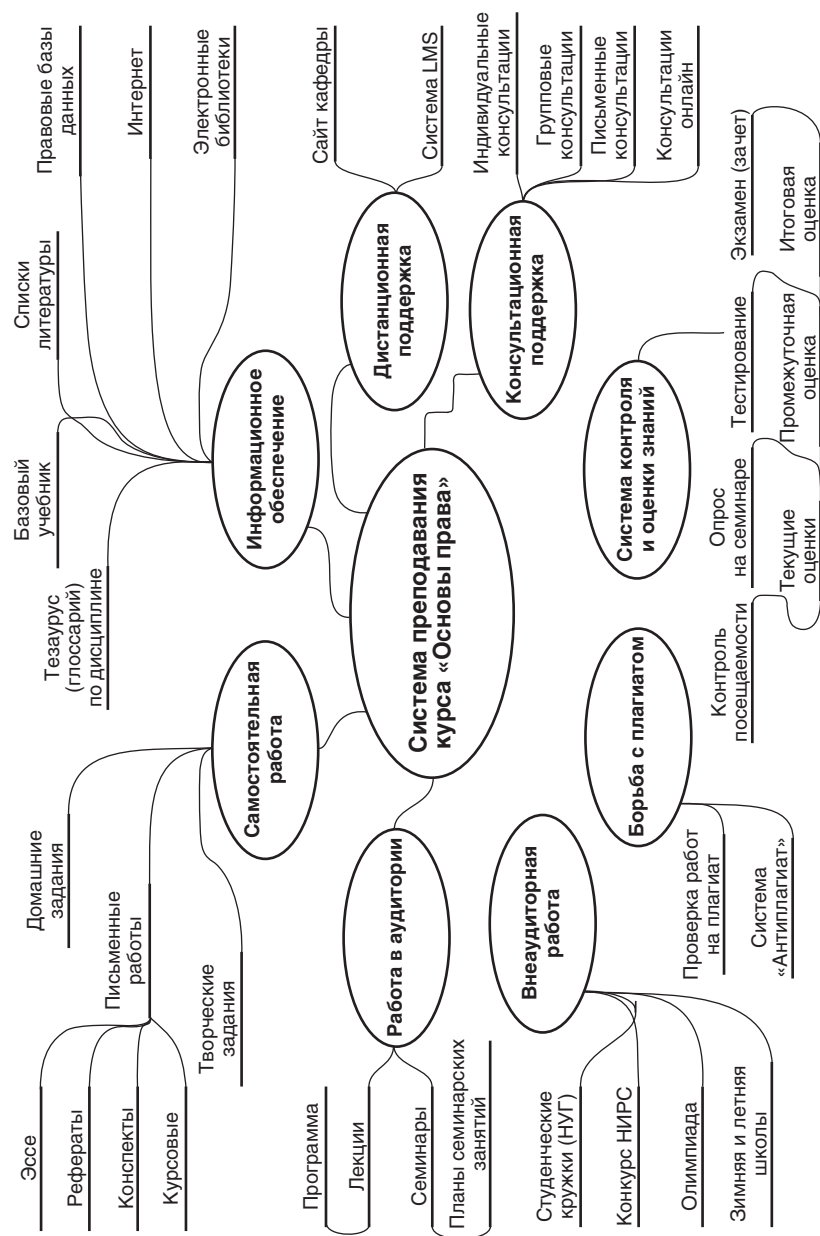 Эссе
Рефераты
Конспекты
Курсовые
Домашние
задания
Письменные
работы
Творческие
задания
Самостоятельная
работа
Тезаурус
(глоссарий)
по дисциплине
Базовый
учебник
Списки
литературы
Правовые базы
данных
Интернет
Электронные
библиотеки
Информационное
обеспечение
Программа
Лекции
Семинары
Планы семинарских
занятий
Работа в аудитории
Система преподавания
курса «Основы права»
Дистанционная
поддержка
Сайт кафедры
Система LMS
Студенческие
кружки (НУГ)
Конкурс НИРС
Олимпиада
Зимняя и летняя
школы
Внеаудиторная
работа
Консультационная
поддержка
Индивидуальные
консультации
Групповые
консультации
Письменные
консультации
Консультации
онлайн
Борьба с плагиатом
Проверка работ
на плагиат
Система
«Антиплагиат»
Система контроля
и оценки знаний
Контроль
посещаемости
Опрос
на семинаре
Тестирование
Экзамен (зачет)
Текущие
оценки
Промежуточная
оценка
Итоговая
оценка